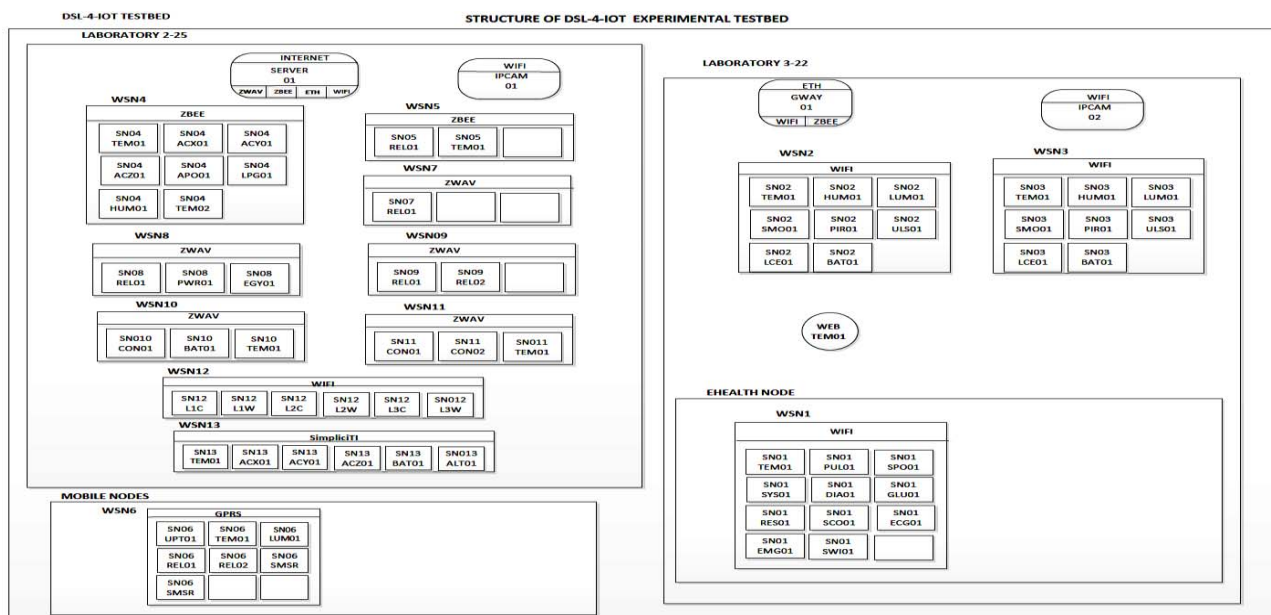 DSL-4-IOT TESTBED
STRUCTURE OF DSL-4-IOT EXPERIMENTAL TESTBED
LABORATORY 2-25
INTERNET
SERVER
01
ZWAV ZBEE ETH WIFI
WIFI
IPCAM
01
WSN4
ZBEE
SN04 SN04 SN04
TEM01 ACX01 ACY01
SN04 SN04 SN04
ACZ01 APO01 LPG01
SN04 SN04
HUM01 TEM02
WSN5
ZBEE
SN05 SN05
REL01 TEM01
WSN7
ZWAV
SN07
REL01
WSN8
ZWAV
SN08 SN08 SN08
REL01 PWR01 EGY01
WSN09
ZWAV
SN09 SN09
REL01 REL02
WSN10
ZWAV
SN010 SN10 SN10
CON01 BAT01 TEM01
WSN11
ZWAV
SN11 SN11 SN011
CON01 CON02 TEM01
WSN12
WIFI
SN12 SN12 SN12 SN12 SN12 SN012
L1C L1W L2C L2W L3C L3W
WSN13
SimpliciTI
SN13 SN13 SN13 SN13 SN13 SN013
TEM01 ACX01 ACY01 ACZ01 BAT01 ALT01
MOBILE NODES
WSN6
GPRS
SN06 SN06 SN06
UPT01 TEM01 LUM01
SN06 SN06 SN06
REL01 REL02 SMSR
SN06
SMSR
LABORATORY 3-22
ETH
GWAY
01
WIFI ZBEE
WIFI
IPCAM
02
WSN2
WIFI
SN02 SN02 SN02
TEM01 HUM01 LUM01
SN02 SN02 SN02
SMO01 PIR01 ULS01
SN02 SN02
LCE01 BAT01
WSN3
WIFI
SN03 SN03 SN03
TEM01 HUM01 LUM01
SN03 SN03 SN03
SMO01 PIR01 ULS01
SN03 SN03
LCE01 BAT01
WEB
TEM01
EHEALTH NODE
WSN1
WIFI
SN01 SN01 SN01
TEM01 PUL01 SPO01
SN01 SN01 SN01
SYS01 DIA01 GLU01
SN01 SN01 SN01
RES01 SCO01 ECG01
SN01 SN01
EMG01 SWI01